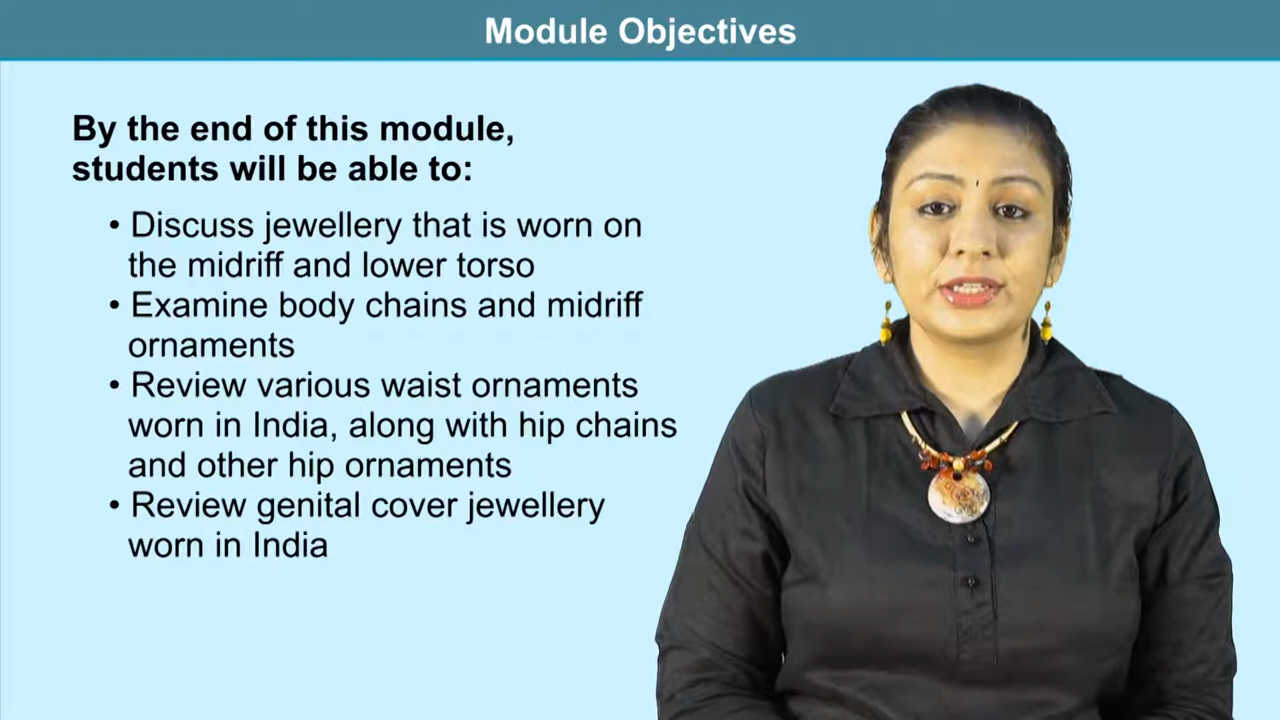 Module Objectives
By the end of this module,
students will be able to:
• Discuss jewellery that is worn on
the midriff and lower torso
• Examine body chains and midriff
ornaments
• Review various waist ornaments
worn in India, along with hip chains
and other hip ornaments
• Review genital cover jewellery
worn in India